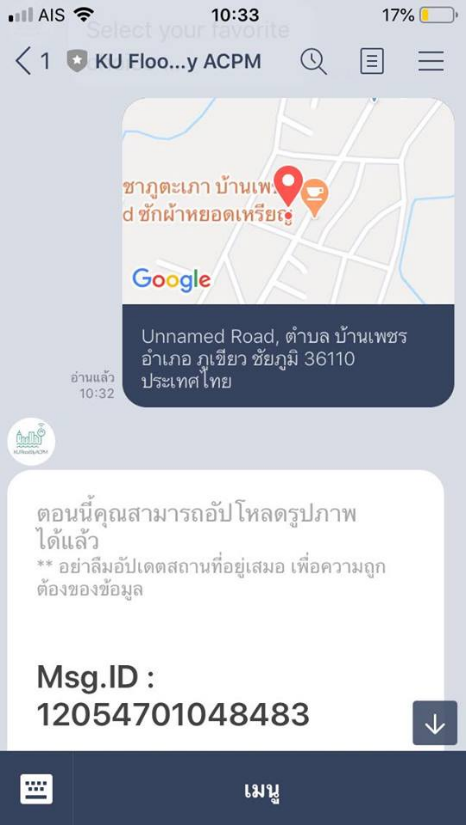 AIS
10:33
17%
Select your favorite
1
KU Floo...y ACPM
ชาภูตะเภา บ้านเพ
d ซักผ้าหยอดเหรียญ
Google
Unnamed Road, ตำบล บ้านเพชร
อำเภอ ภูเขียว ชัยภูมิ 36110
ประเทศไทย
อ่านแล้ว
10:32
ตอนนี้คุณสามารถอัปโหลดรูปภาพ
ได้แล้ว
** อย่าลืมอัปเดตสถานที่อยู่เสมอ เพื่อความถูก
ต้องของข้อมูล
Msg.ID :
12054701048483
เมนู